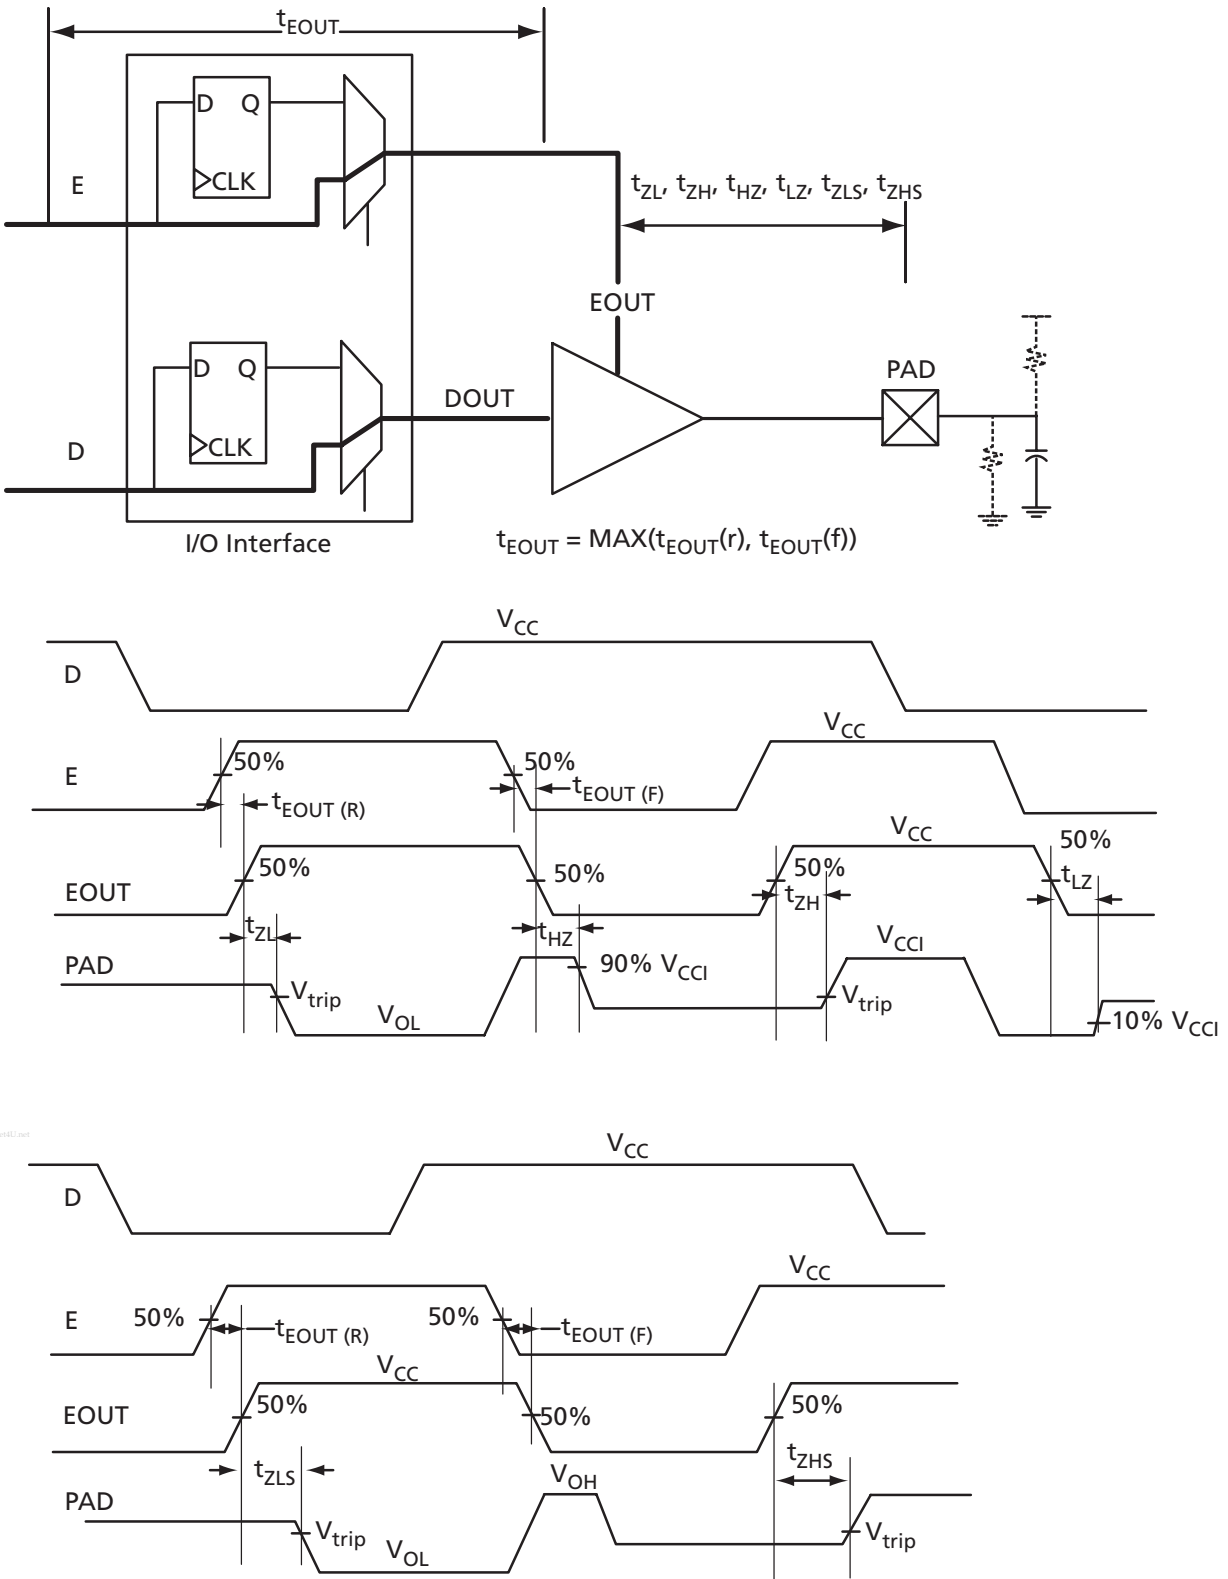 tEOUT
D Q
CLK
E
tZL, tZH, tHZ, tLZ, tZLS, tZHS
EOUT
D Q
CLK
DOUT
PAD
D
I/O Interface
tEOUT = MAX(tEOUT(r), tEOUT(f))
VCC
D
VCC
E
50%
50%
tEOUT (R)
tEOUT (F)
VCC
50%
EOUT
50%
50%
50%
tZL
tHZ
tZH
tLZ
PAD
VCCI
90% VCCI
Vtrip
Vtrip
VOL
10% VCCI
VCC
D
VCC
E
50%
50%
tEOUT (R)
tEOUT (F)
VCC
EOUT
50%
50%
50%
tZLS
tZHS
PAD
VOH
Vtrip
Vtrip
VOL